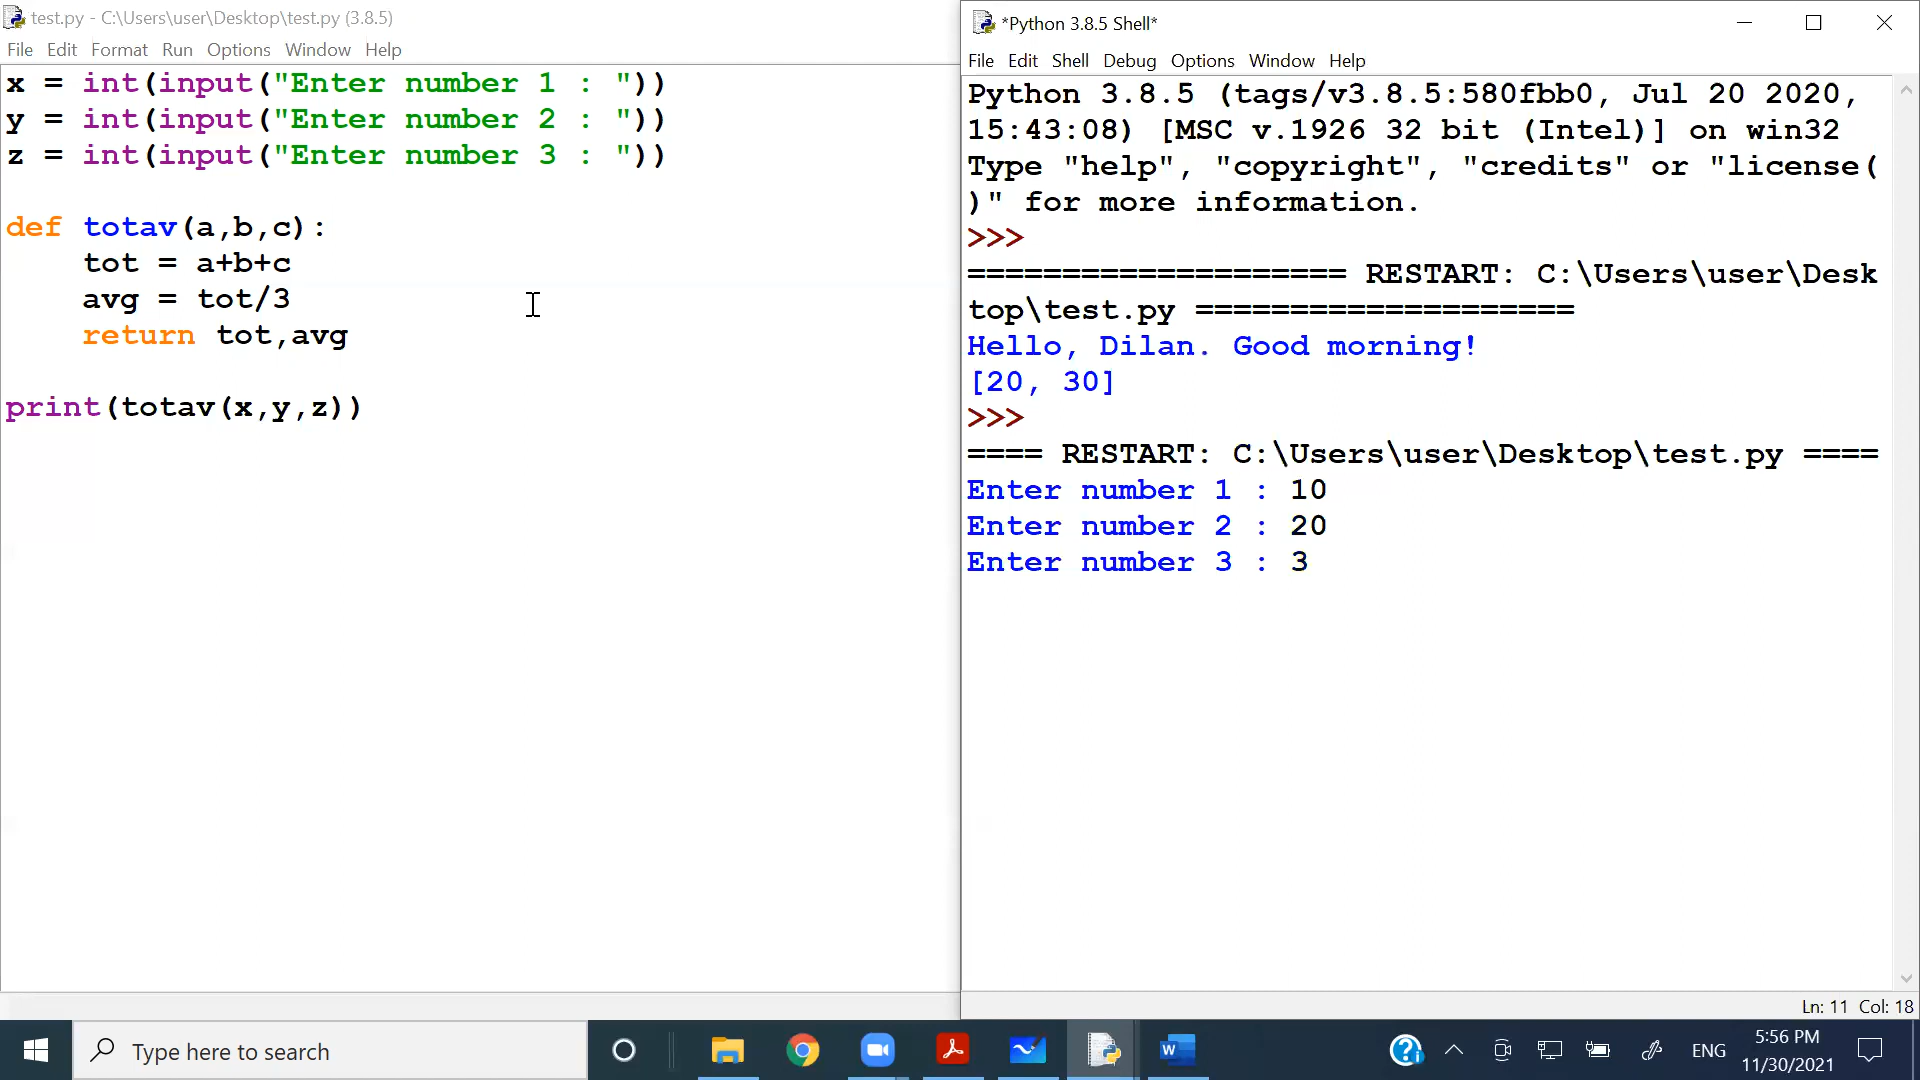 test.py - C:\Users\user\Desktop\test.py (3.8.5)
File Edit Format Run Options Window Help
x = int(input("Enter number 1 : "))
y = int(input("Enter number 2 : "))
z = int(input("Enter number 3 : "))
def totav(a,b,c):
    tot = a+b+c
    avg = tot/3
    return tot,avg
print(totav(x,y,z))
*Python 3.8.5 Shell*
File Edit Shell Debug Options Window Help
Python 3.8.5 (tags/v3.8.5:580fbb0, Jul 20 2020,
15:43:08) [MSC v.1926 32 bit (Intel)] on win32
Type "help", "copyright", "credits" or "license(
)" for more information.
>>>
==================== RESTART: C:\Users\user\Desk
top\test.py ====================
Hello, Dilan. Good morning!
[20, 30]
>>>
==== RESTART: C:\Users\user\Desktop\test.py ====
Enter number 1 : 10
Enter number 2 : 20
Enter number 3 : 3
Ln: 11 Col: 18
Type here to search
ENG
5:56 PM
11/30/2021